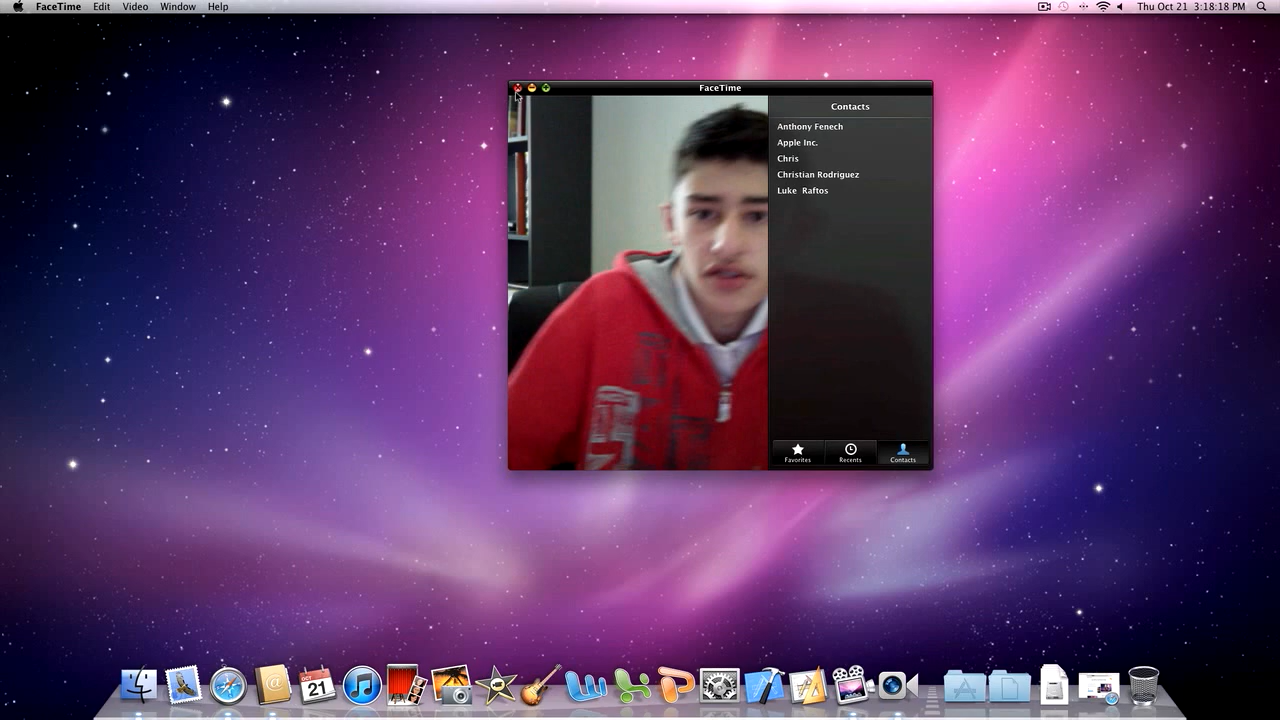 FaceTime Edit Video Window Help
Thu Oct 21 3:18:18 PM
FaceTime
Contacts
Anthony Fenech
Apple Inc.
Chris
Christian Rodriguez
Luke Raftos
Favorites Recents Contacts
OCT
21